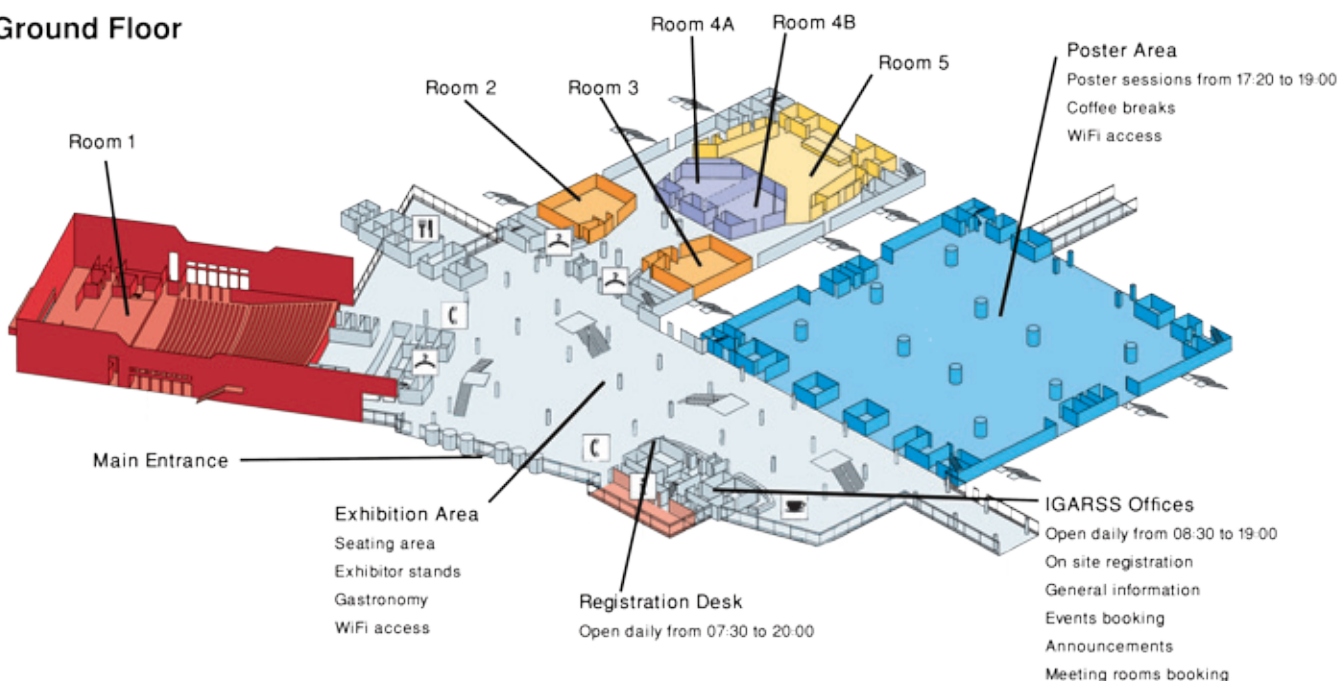 Ground Floor
Room 4A
Room 4B
Room 5
Room 2
Room 3
Room 1
Poster Area
Poster sessions from 17:20 to 19:00
Coffee breaks
WiFi access
Main Entrance
Exhibition Area
Seating area
Exhibitor stands
Gastronomy
WiFi access
Registration Desk
Open daily from 07:30 to 20:00
IGARSS Offices
Open daily from 08:30 to 19:00
On site registration
General information
Events booking
Announcements
Meeting rooms booking